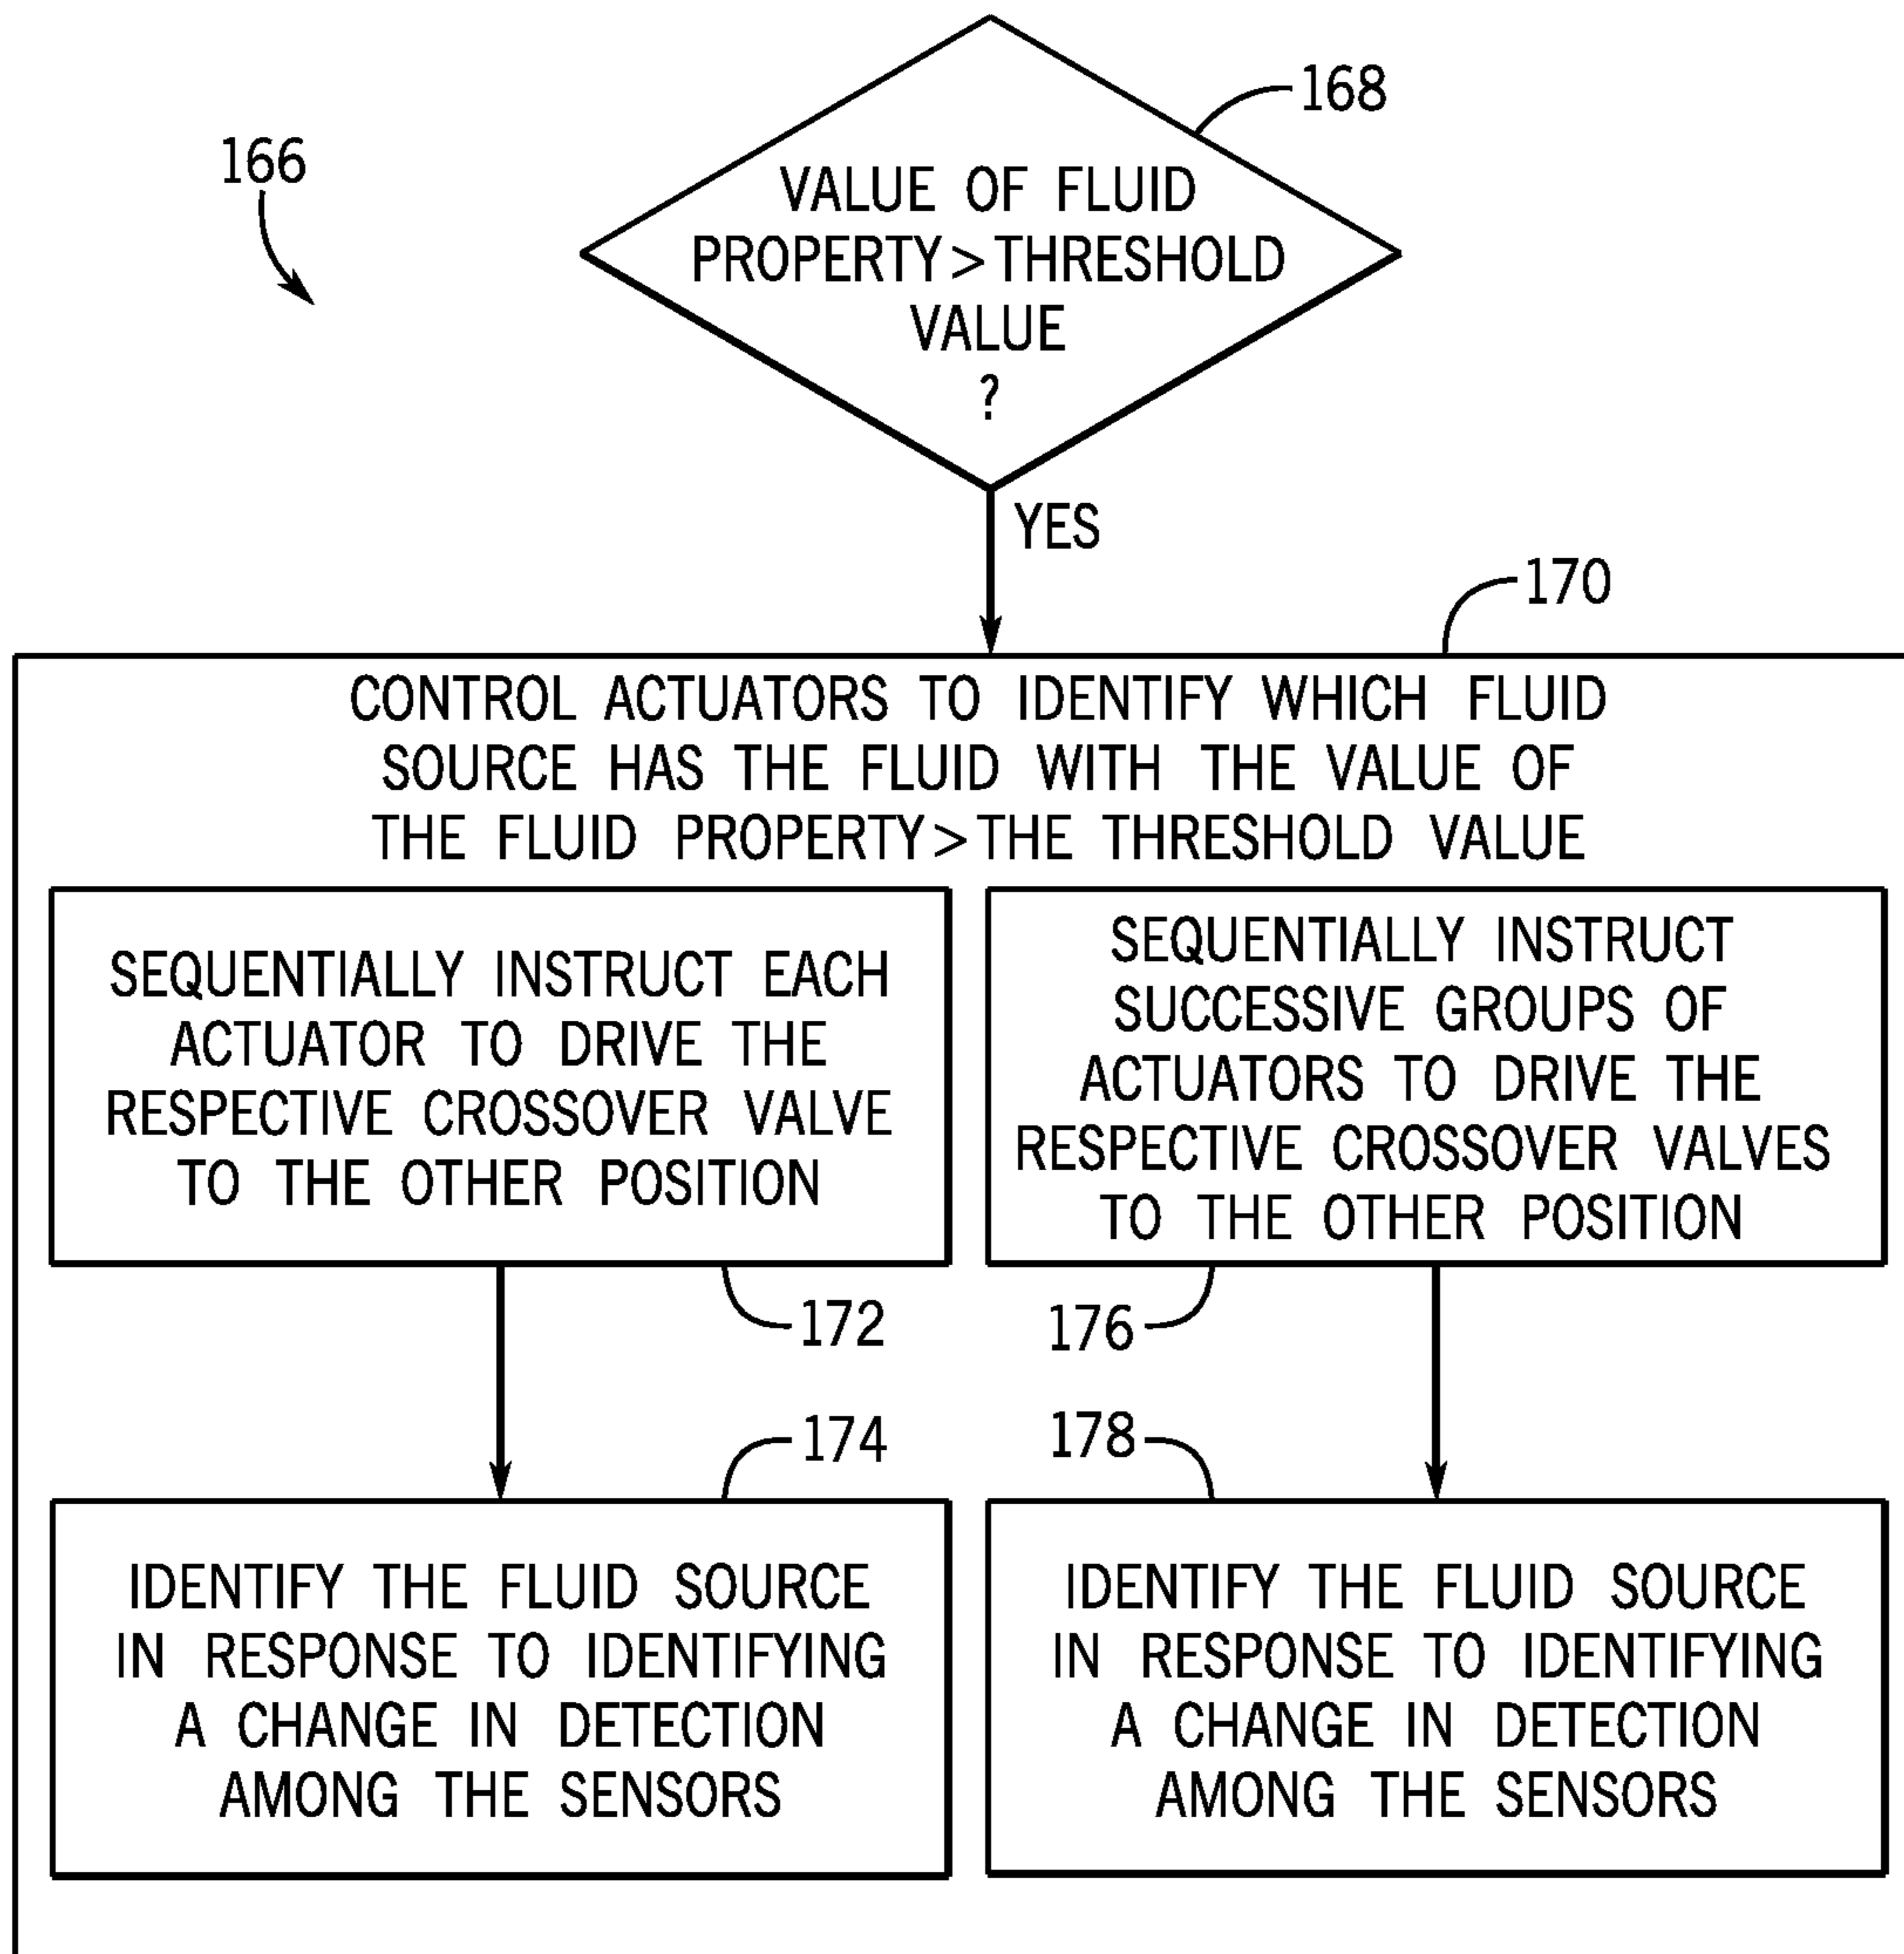 168
166
VALUE OF FLUID
PROPERTY>THRESHOLD
VALUE
?
YES
170
CONTROL ACTUATORS TO IDENTIFY WHICH FLUID
SOURCE HAS THE FLUID WITH THE VALUE OF
THE FLUID PROPERTY>THE THRESHOLD VALUE
SEQUENTIALLY INSTRUCT EACH
ACTUATOR TO DRIVE THE
RESPECTIVE CROSSOVER VALVE
TO THE OTHER POSITION
172
SEQUENTIALLY INSTRUCT
SUCCESSIVE GROUPS OF
ACTUATORS TO DRIVE THE
RESPECTIVE CROSSOVER VALVES
TO THE OTHER POSITION
176
174
IDENTIFY THE FLUID SOURCE
IN RESPONSE TO IDENTIFYING
A CHANGE IN DETECTION
AMONG THE SENSORS
178
IDENTIFY THE FLUID SOURCE
IN RESPONSE TO IDENTIFYING
A CHANGE IN DETECTION
AMONG THE SENSORS